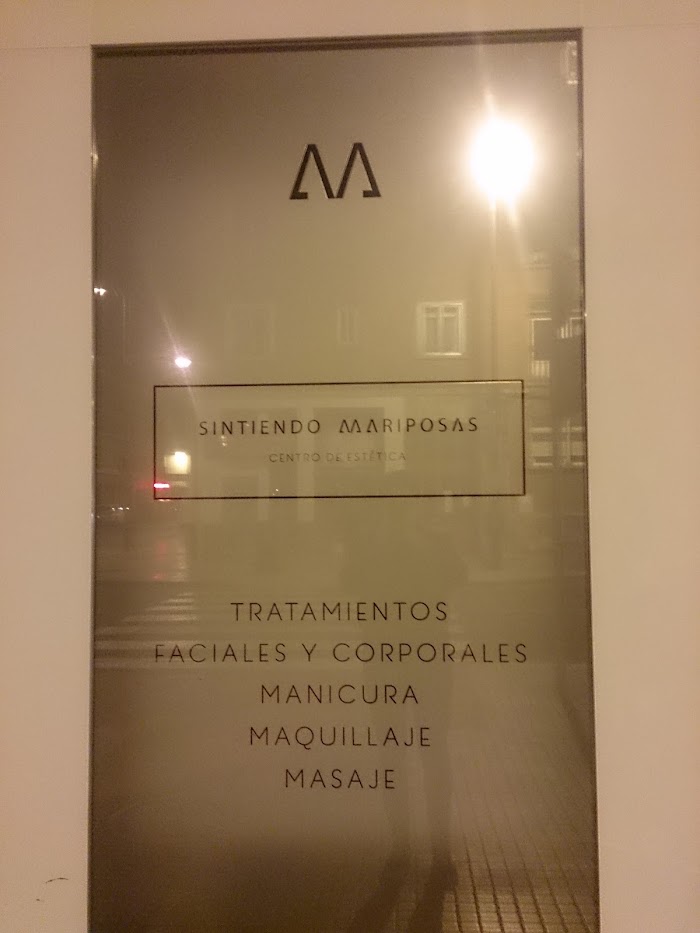 M
SINTIENDO MARIPOSAS
CENTRO DE ESTÉTICA
TRATAMIENTOS
FACIALES Y CORPORALES
MANICURA
MAQUILLAJE
MASAJE